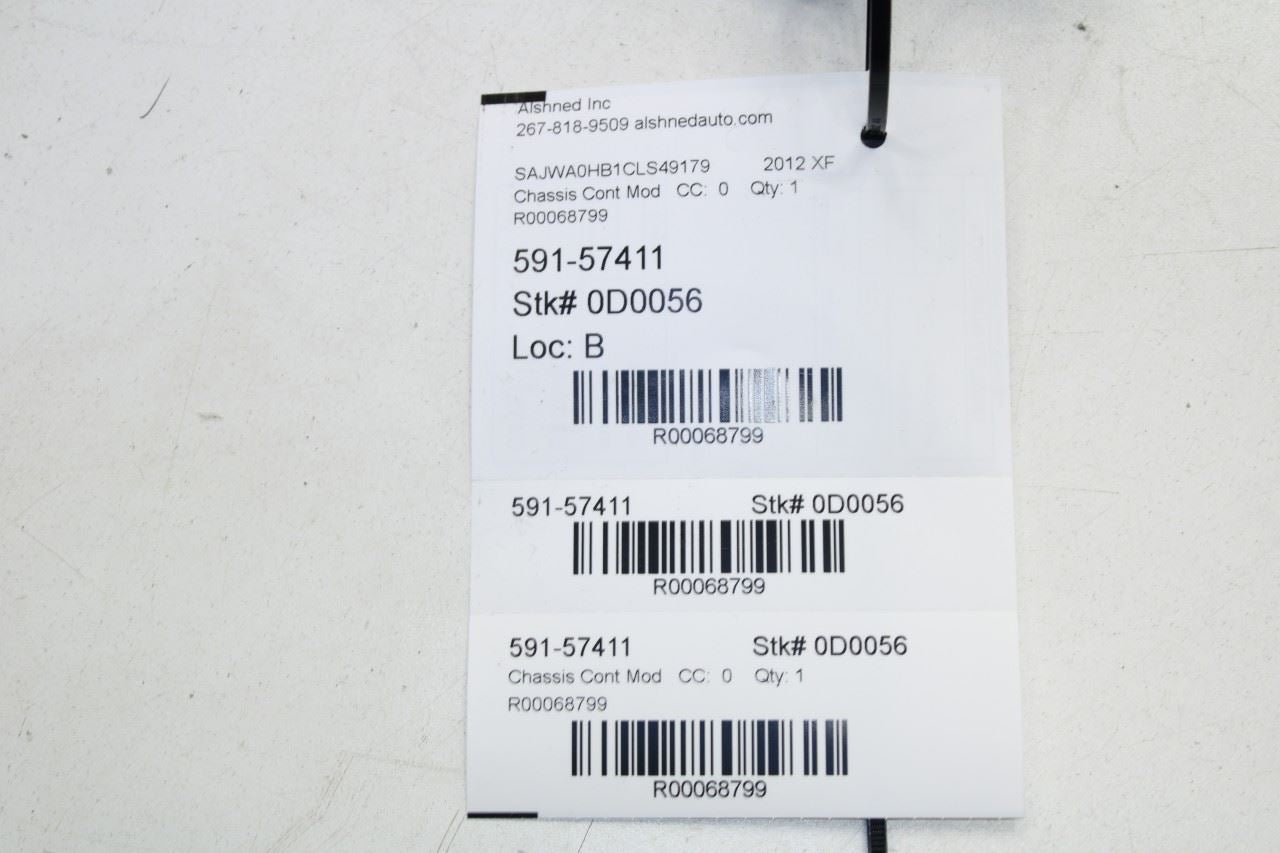 Alshned Inc
267-818-9509 alshnedauto.com
SAJWA0HB1CLS49179 2012 XF
Chassis Cont Mod CC: 0 Qty: 1
R00068799
591-57411
Stk# 0D0056
Loc: B
R00068799
591-57411 Stk# 0D0056
R00068799
591-57411 Stk# 0D0056
Chassis Cont Mod CC: 0 Qty: 1
R00068799
R00068799